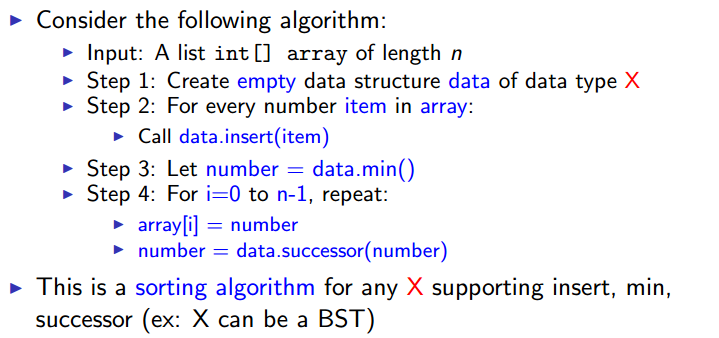 Consider the following algorithm:
Input: A list int[] array of length n
Step 1: Create empty data structure data of data type X
Step 2: For every number item in array:
Call data.insert(item)
Step 3: Let number = data.min()
Step 4: For i=0 to n-1, repeat:
array[i] = number
number = data.successor(number)
This is a sorting algorithm for any X supporting insert, min,
successor (ex: X can be a BST)